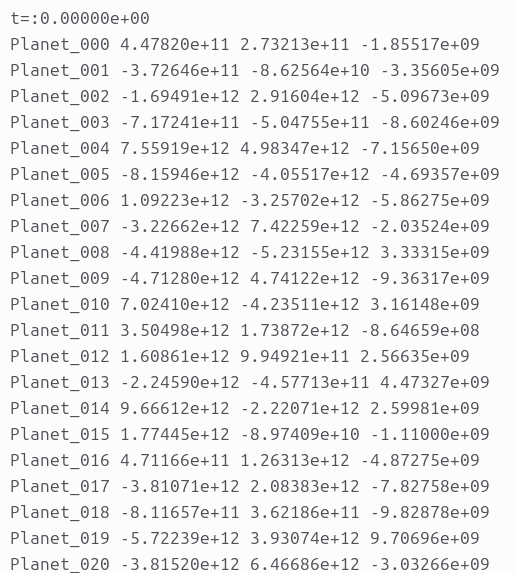 t=:0.00000e+00
Planet_000 4.47820e+11 2.73213e+11 -1.85517e+09
Planet_001 -3.72646e+11 -8.62564e+10 -3.35605e+09
Planet_002 -1.69491e+12 2.91604e+12 -5.09673e+09
Planet_003 -7.17241e+11 -5.04755e+11 -8.60246e+09
Planet_004 7.55919e+12 4.98347e+12 -7.15650e+09
Planet_005 -8.15946e+12 -4.05517e+12 -4.69357e+09
Planet_006 1.09223e+12 -3.25702e+12 -5.86275e+09
Planet_007 -3.22662e+12 7.42259e+12 -2.03524e+09
Planet_008 -4.41988e+12 -5.23155e+12 3.33315e+09
Planet_009 -4.71280e+12 4.74122e+12 -9.36317e+09
Planet_010 7.02410e+12 -4.23511e+12 3.16148e+09
Planet_011 3.50498e+12 1.73872e+12 -8.64659e+08
Planet_012 1.60861e+12 9.94921e+11 2.56635e+09
Planet_013 -2.24590e+12 -4.57713e+11 4.47327e+09
Planet_014 9.66612e+12 -2.22071e+12 2.59981e+09
Planet_015 1.77445e+12 -8.97409e+10 -1.11000e+09
Planet_016 4.71166e+11 1.26313e+12 -4.87275e+09
Planet_017 -3.81071e+12 2.08383e+12 -7.82758e+09
Planet_018 -8.11657e+11 3.62186e+11 -9.82878e+09
Planet_019 -5.72239e+12 3.93074e+12 9.70696e+09
Planet_020 -3.81520e+12 6.46686e+12 -3.03266e+09